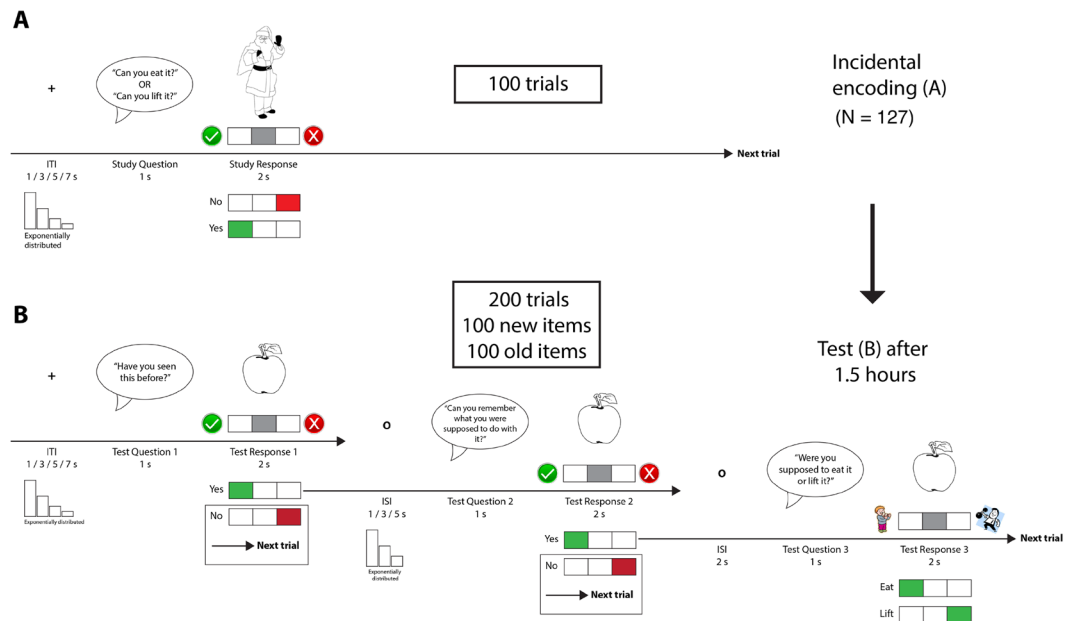 A
"Can you eat it?"
OR
"Can you lift it?"
+
100 trials
Incidental
encoding (A)
(N = 127)
Next trial
ITI
1 / 3 / 5 / 7 s
Study Question
1 s
Study Response
2 s
No
Yes
Exponentially
distributed
B
200 trials
100 new items
100 old items
Test (B) after
1.5 hours
"Have you seen
this before?"
+
ITI
1 / 3 / 5 / 7 s
Test Question 1
1 s
Test Response 1
2 s
Exponentially distributed
Yes
No
Next trial
"Can you remember
what you were
supposed to do with
it?"
o
ISI
1 / 3 / 5 s
Test Question 2
1 s
Test Response 2
2 s
Exponentially
distributed
Yes
No
Next trial
"Were you
supposed to eat it
or lift it?"
o
Next trial
ISI
2 s
Test Question 3
1 s
Test Response 3
2 s
Eat
Lift